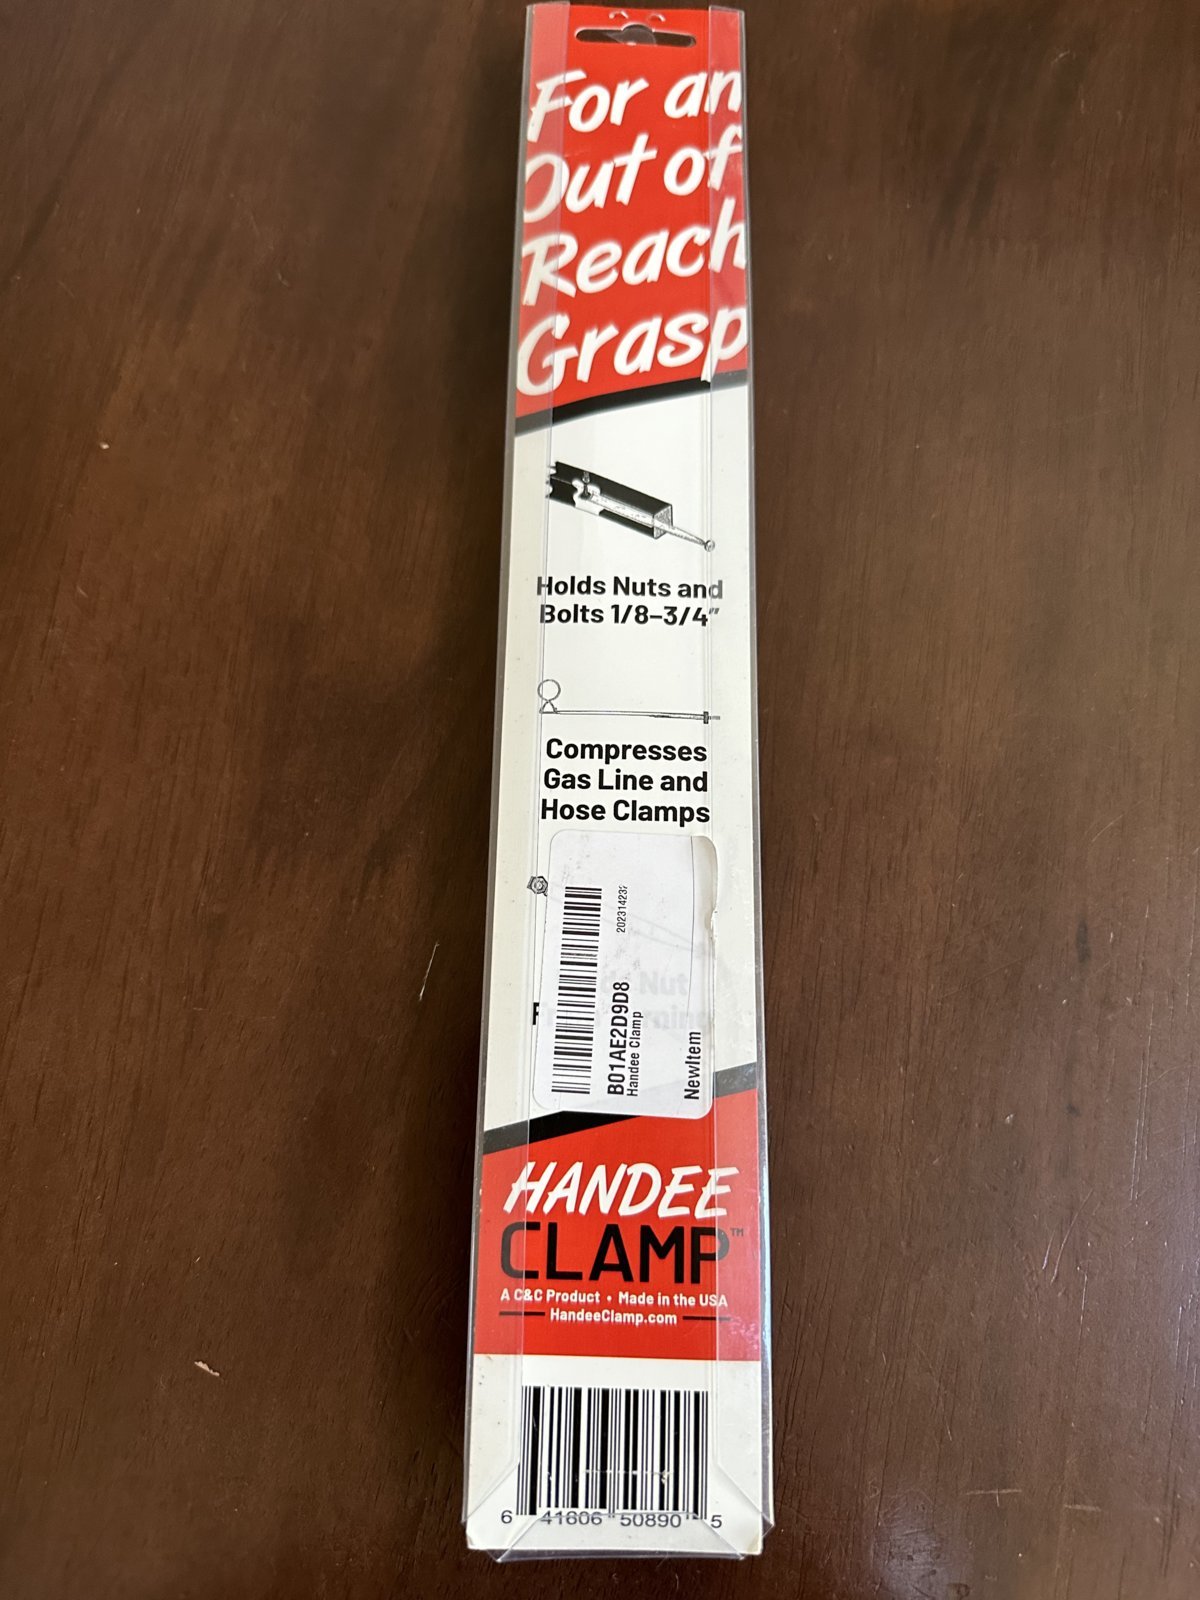 For an
Out of
Reach
Grasp
Holds Nuts and
Bolts 1/8–3/4"
Compresses
Gas Line and
Hose Clamps
Nut
B01AE2D9D8
Handee Clamp
NewItem
HANDEE
CLAMP™
A C&C Product • Made in the USA
HandeeClamp.com
6 41606 50890 5